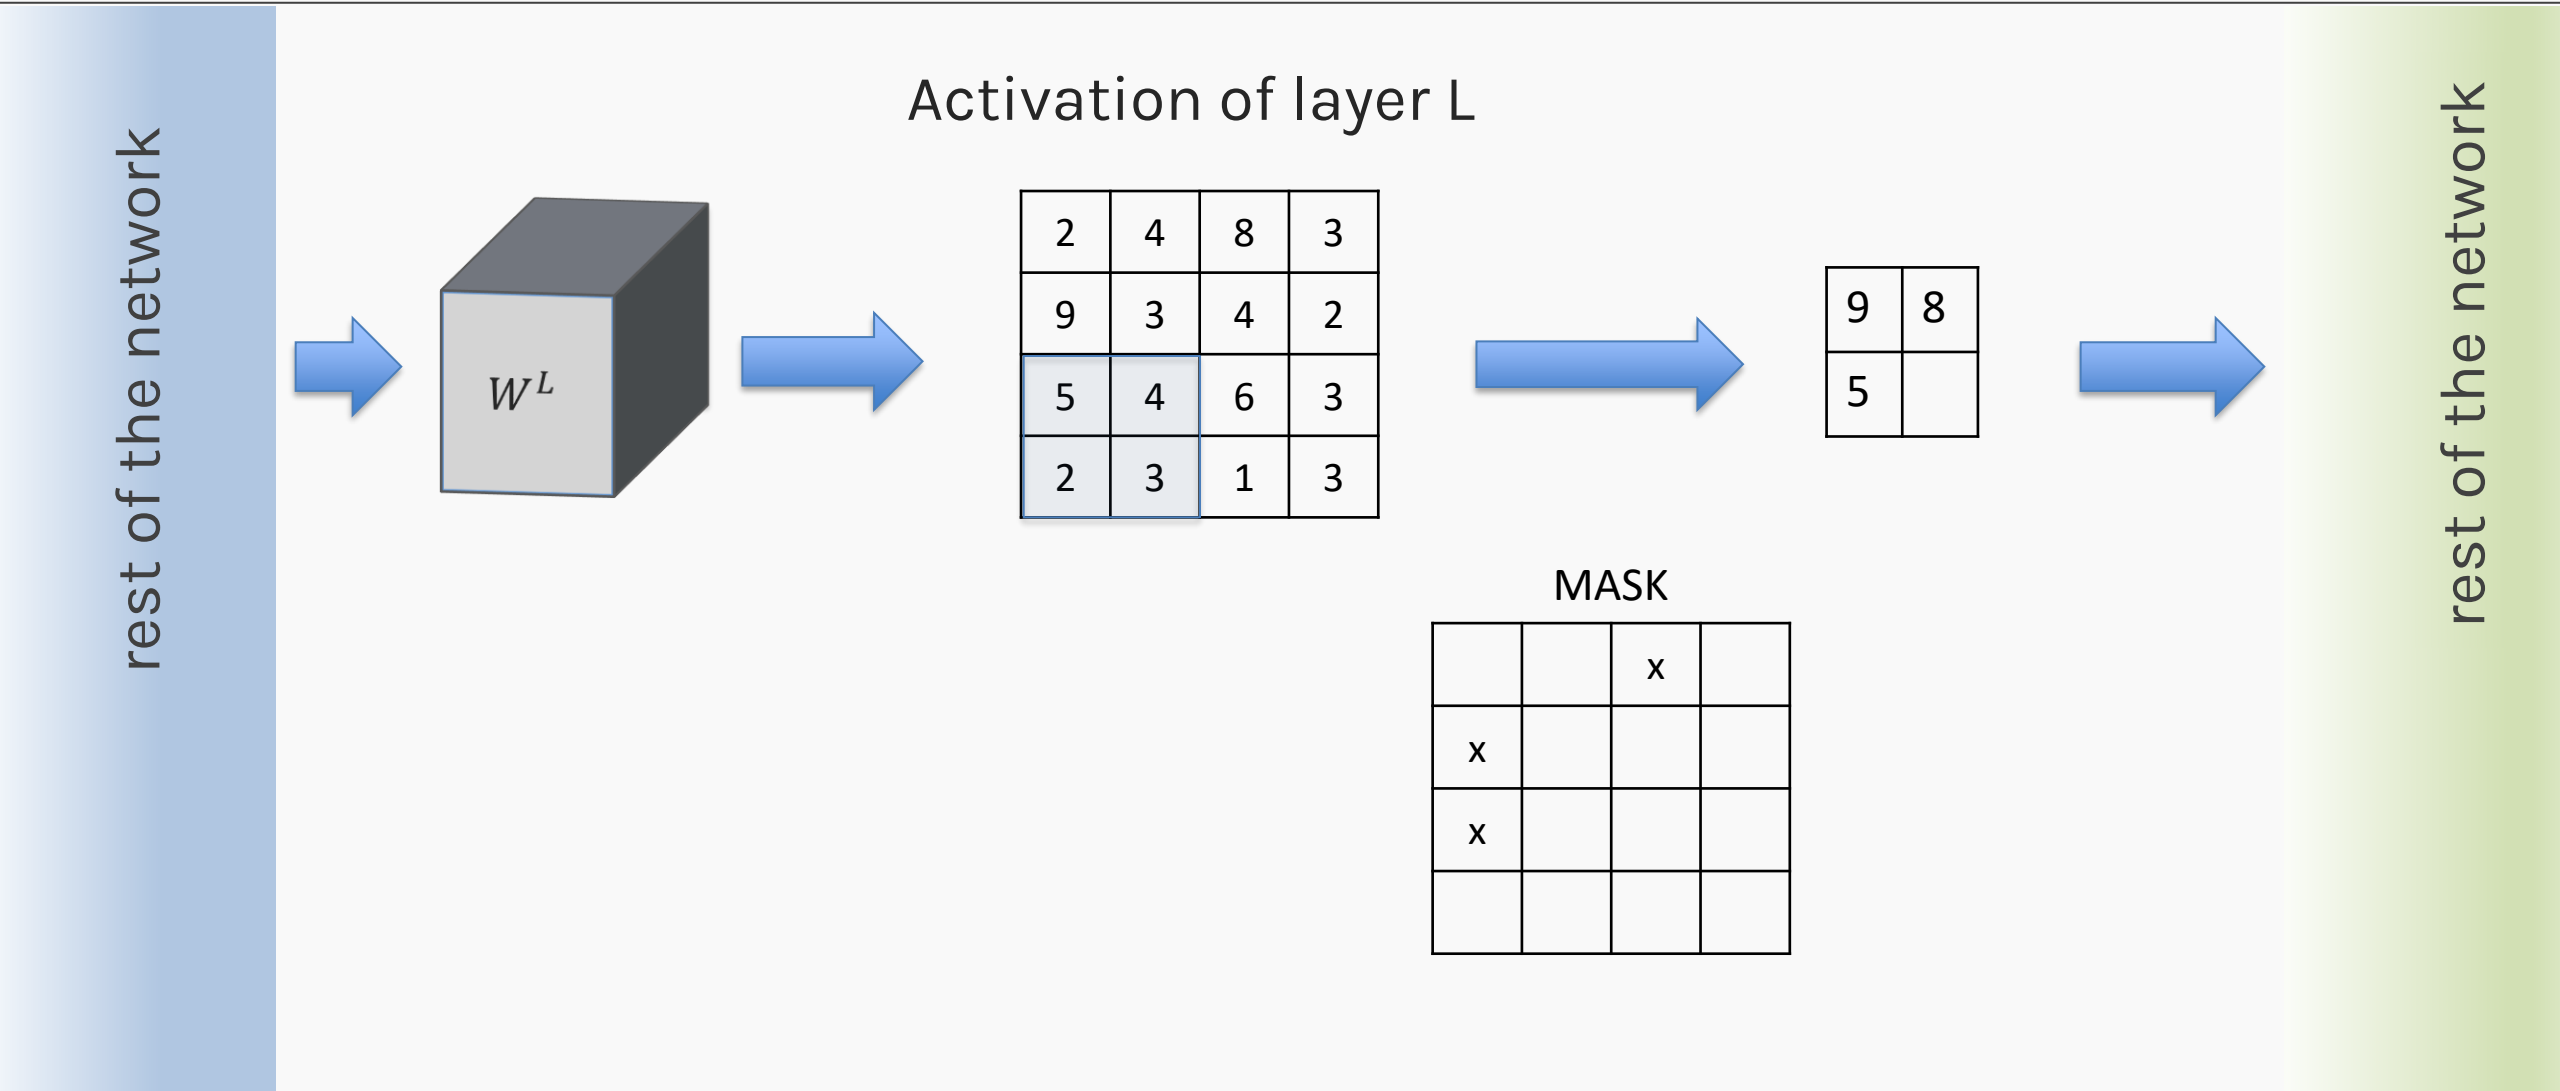 rest of the network
Activation of layer L
W^L
2 4 8 3
9 3 4 2
5 4 6 3
2 3 1 3
9 8
5
MASK
x
x
x
rest of the network